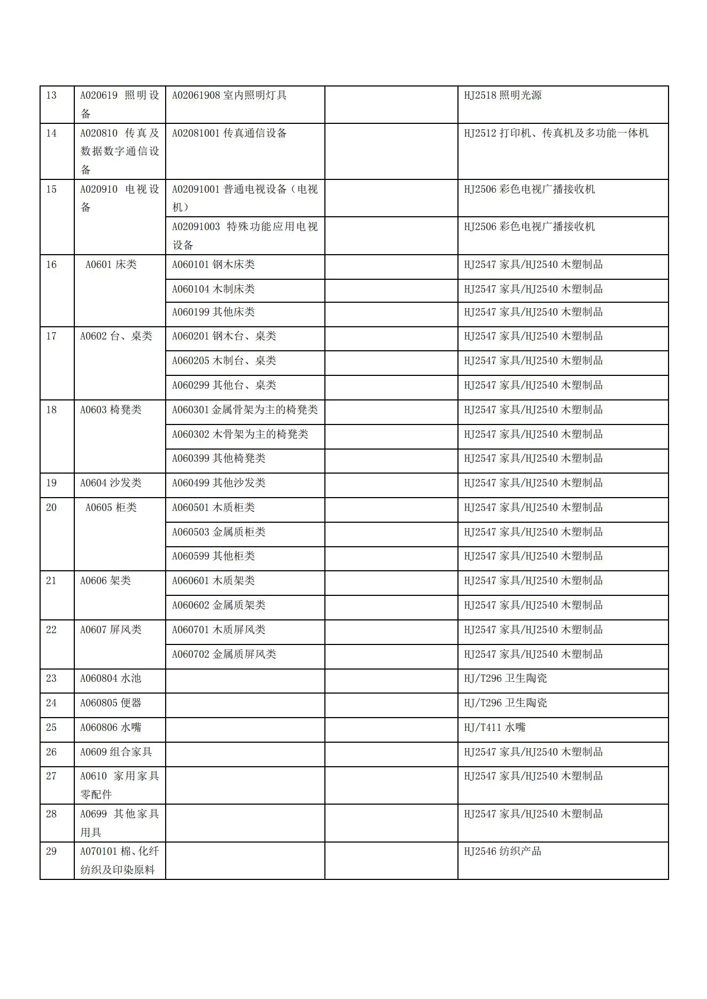 13 A020619 照明设 A02061908 室内照明灯具 HJ2518 照明光源
备
14 A020810 传真及 A02081001 传真通信设备 HJ2512 打印机、传真机及多功能一体机
数据数字通信设
备
15 A020910 电视设 A02091001 普通电视设备（电视 HJ2506 彩色电视广播接收机
备 机）
A02091003 特殊功能应用电视 HJ2506 彩色电视广播接收机
设备
16 A0601 床类 A060101 钢木床类 HJ2547 家具/HJ2540 木塑制品
A060104 木制床类 HJ2547 家具/HJ2540 木塑制品
A060199 其他床类 HJ2547 家具/HJ2540 木塑制品
17 A0602 台、桌类 A060201 钢木台、桌类 HJ2547 家具/HJ2540 木塑制品
A060205 木制台、桌类 HJ2547 家具/HJ2540 木塑制品
A060299 其他台、桌类 HJ2547 家具/HJ2540 木塑制品
18 A0603 椅凳类 A060301 金属骨架为主的椅凳类 HJ2547 家具/HJ2540 木塑制品
A060302 木骨架为主的椅凳类 HJ2547 家具/HJ2540 木塑制品
A060399 其他椅凳类 HJ2547 家具/HJ2540 木塑制品
19 A0604 沙发类 A060499 其他沙发类 HJ2547 家具/HJ2540 木塑制品
20 A0605 柜类 A060501 木质柜类 HJ2547 家具/HJ2540 木塑制品
A060503 金属质柜类 HJ2547 家具/HJ2540 木塑制品
A060599 其他柜类 HJ2547 家具/HJ2540 木塑制品
21 A0606 架类 A060601 木质架类 HJ2547 家具/HJ2540 木塑制品
A060602 金属质架类 HJ2547 家具/HJ2540 木塑制品
22 A0607 屏风类 A060701 木质屏风类 HJ2547 家具/HJ2540 木塑制品
A060702 金属质屏风类 HJ2547 家具/HJ2540 木塑制品
23 A060804 水池 HJ/T296 卫生陶瓷
24 A060805 便器 HJ/T296 卫生陶瓷
25 A060806 水嘴 HJ/T411 水嘴
26 A0609 组合家具 HJ2547 家具/HJ2540 木塑制品
27 A0610 家用家具 HJ2547 家具/HJ2540 木塑制品
零配件
28 A0699 其他家具 HJ2547 家具/HJ2540 木塑制品
用具
29 A070101 棉、化纤 HJ2546 纺织产品
纺织及印染原料